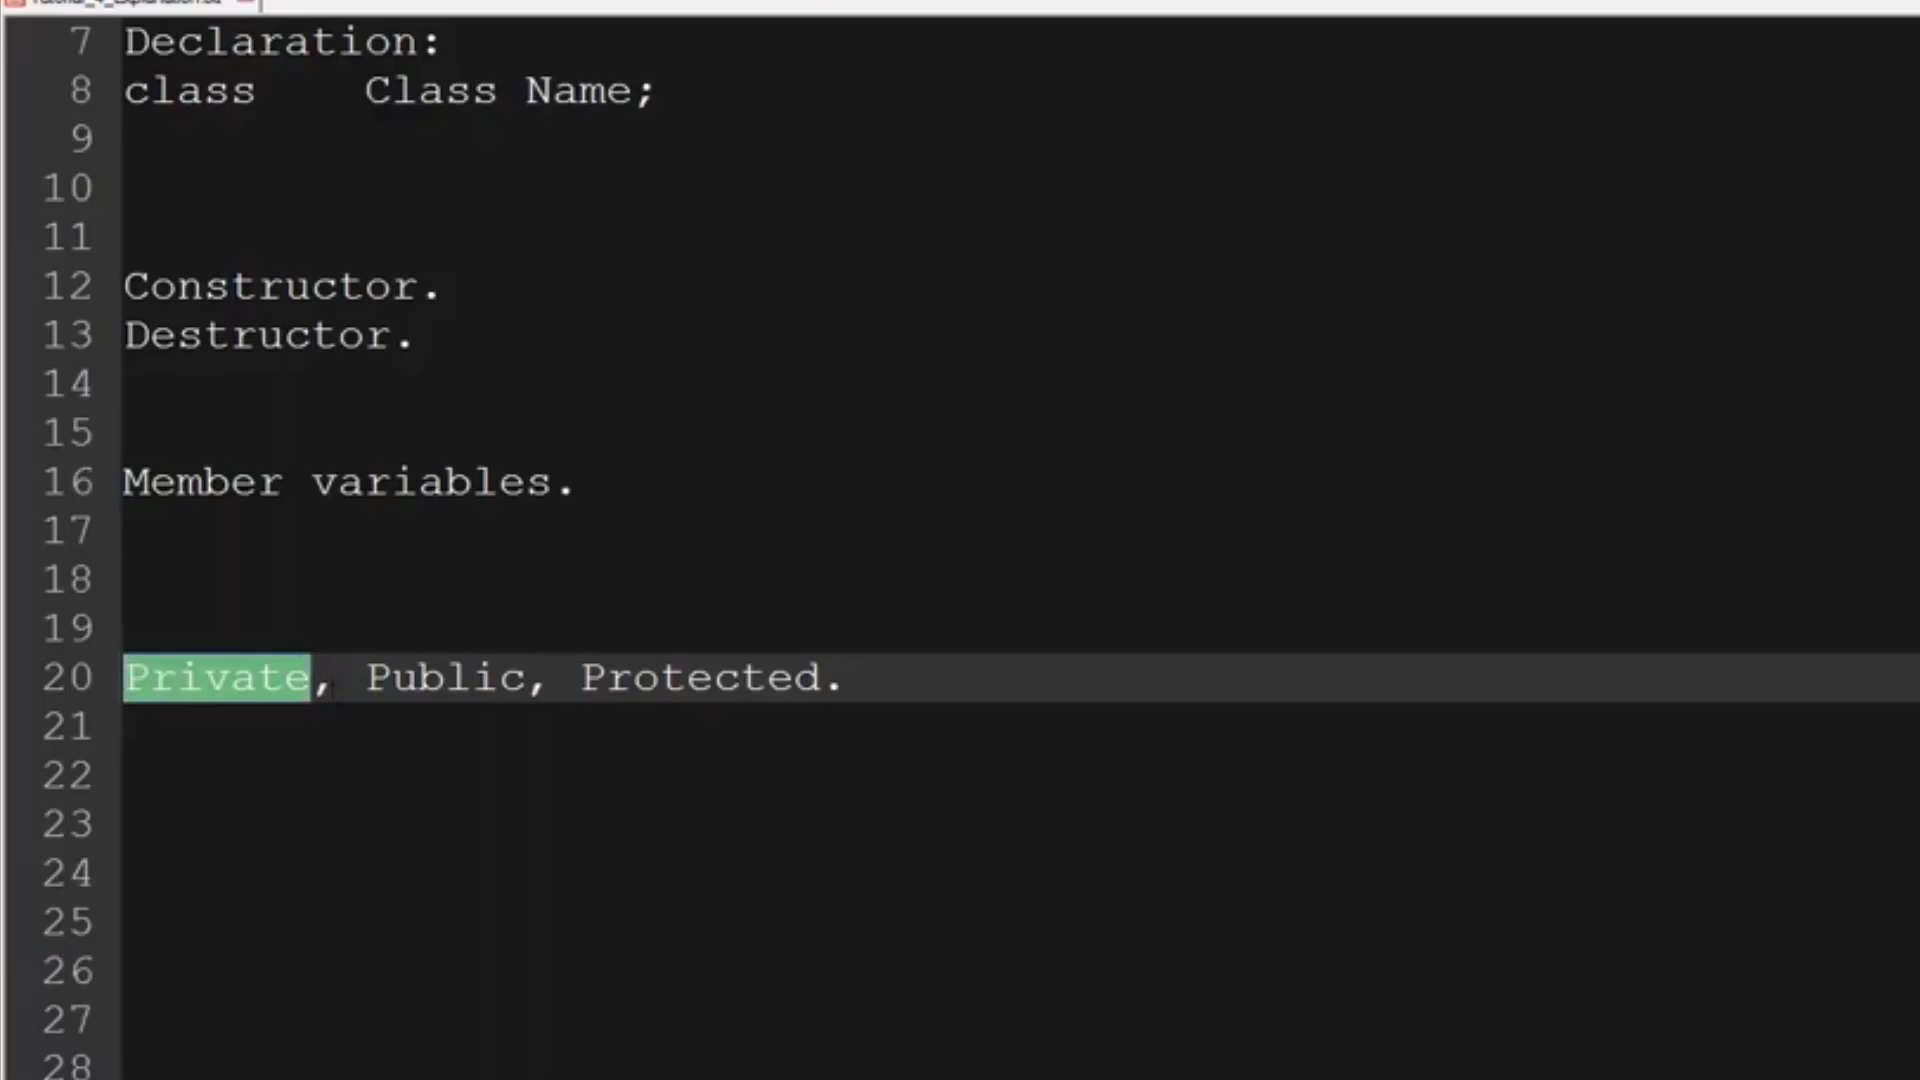 7 Declaration:
8 class Class Name;
9
10
11
12 Constructor.
13 Destructor.
14
15
16 Member variables.
17
18
19
20 Private, Public, Protected.
21
22
23
24
25
26
27
28